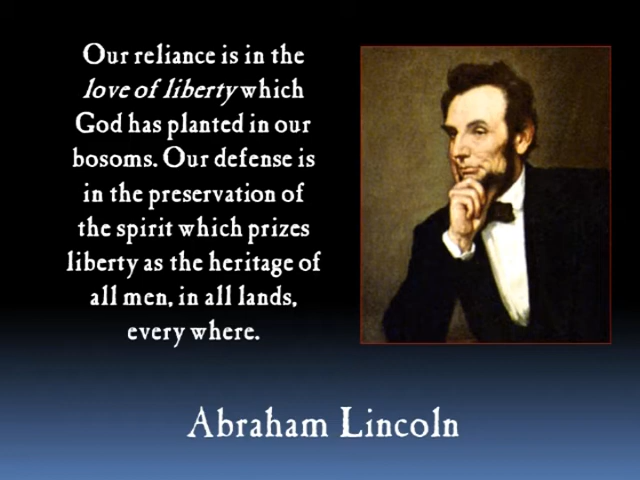 Our reliance is in the
love of liberty which
God has planted in our
bosoms. Our defense is
in the preservation of
the spirit which prizes
liberty as the heritage of
all men, in all lands,
every where.
Abraham Lincoln